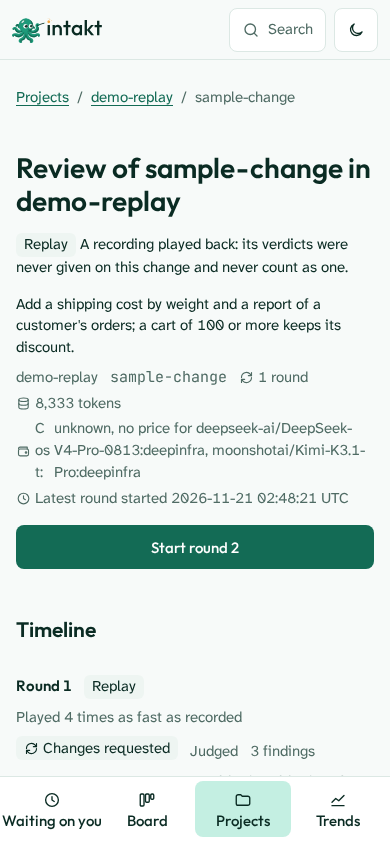 intakt
Search
Projects / demo-replay / sample-change
Review of sample-change in
demo-replay
Replay A recording played back: its verdicts were
never given on this change and never count as one.
Add a shipping cost by weight and a report of a
customer's orders; a cart of 100 or more keeps its
discount.
demo-replay sample-change 1 round
8,333 tokens
C unknown, no price for deepseek-ai/DeepSeek-
os V4-Pro-0813:deepinfra, moonshotai/Kimi-K3.1-
t: Pro:deepinfra
Latest round started 2026-11-21 02:48:21 UTC
Start round 2
Timeline
Round 1 Replay
Played 4 times as fast as recorded
Changes requested Judged 3 findings
Waiting on you Board Projects Trends